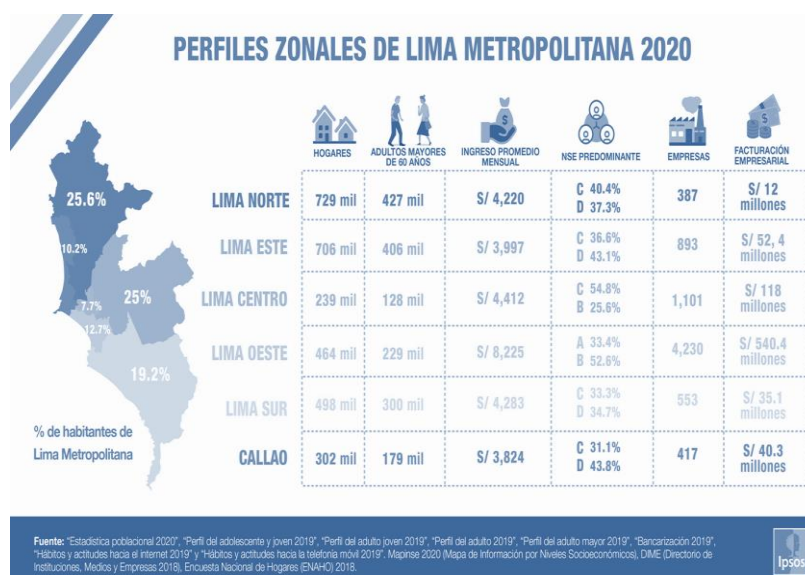 PERFILES ZONALES DE LIMA METROPOLITANA 2020
HOGARES
ADULTOS MAYORES
DE 60 AÑOS
INGRESO PROMEDIO
MENSUAL
NSE PREDOMINANTE
EMPRESAS
FACTURACIÓN
EMPRESARIAL
25.6%
10.2%
7.7%
25%
12.7%
19.2%
% de habitantes de
Lima Metropolitana
LIMA NORTE 729 mil 427 mil S/ 4,220 C 40.4% D 37.3% 387 S/ 12 millones
LIMA ESTE 706 mil 406 mil S/ 3,997 C 36.6% D 43.1% 893 S/ 52, 4 millones
LIMA CENTRO 239 mil 128 mil S/ 4,412 C 54.8% B 25.6% 1,101 S/ 118 millones
LIMA OESTE 464 mil 229 mil S/ 8,225 A 33.4% B 52.6% 4,230 S/ 540.4 millones
LIMA SUR 498 mil 300 mil S/ 4,283 C 33.3% D 34.7% 553 S/ 35.1 millones
CALLAO 302 mil 179 mil S/ 3,824 C 31.1% D 43.8% 417 S/ 40.3 millones
Fuente: "Estadística poblacional 2020", "Perfil del adolescente y joven 2019", "Perfil del adulto joven 2019", "Perfil del adulto 2019", "Perfil del adulto mayor 2019", "Bancarización 2019",
"Hábitos y actitudes hacia el internet 2019" y "Hábitos y actitudes hacia la telefonía móvil 2019". Mapinse 2020 (Mapa de Información por Niveles Socioeconómicos), DIME (Directorio de
Instituciones, Medios y Empresas 2018), Encuesta Nacional de Hogares (ENAHO) 2018.
Ipsos